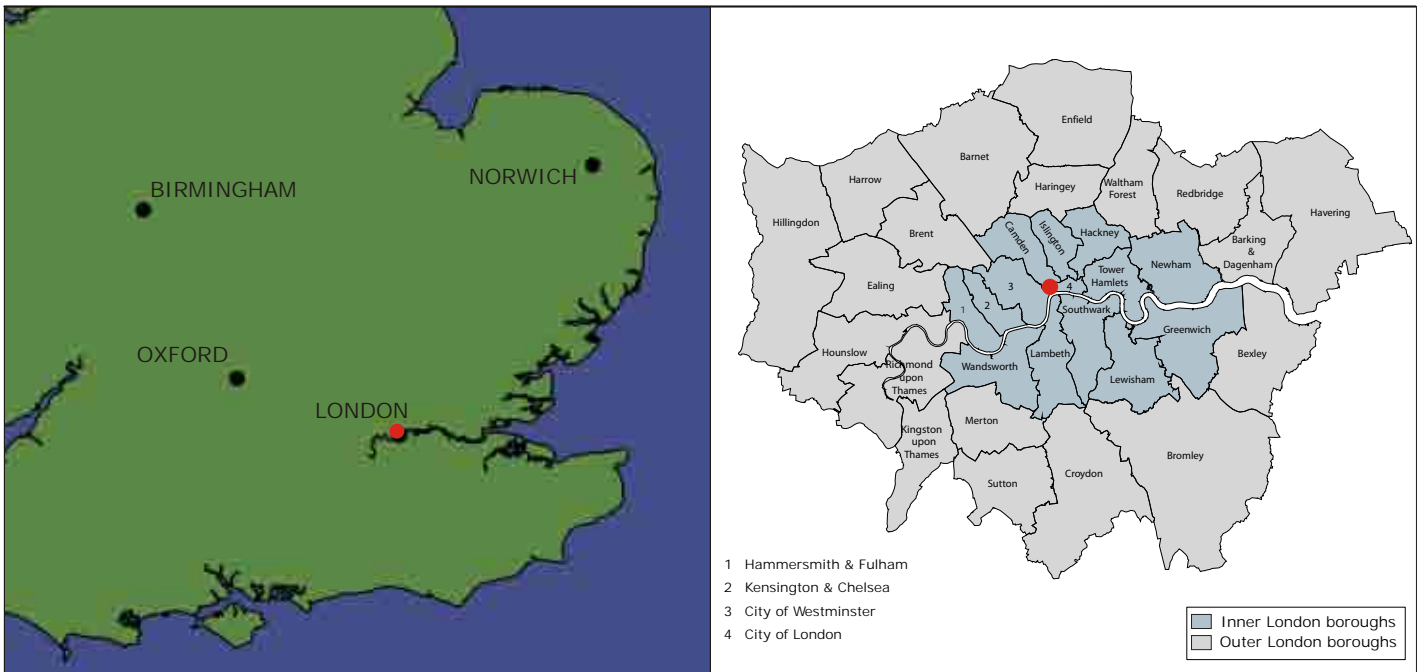 BIRMINGHAM
NORWICH
OXFORD
LONDON
Enfield
Barnet
Harrow
Haringey
Waltham
Forest
Redbridge
Havering
Hillingdon
Brent
Camden
Islington
Hackney
Newham
Barking
&
Dagenham
Ealing
Tower
Hamlets
1
2
3
4
Southwark
Greenwich
Hounslow
Richmond
upon
Thames
Wandsworth
Lambeth
Lewisham
Bexley
Kingston
upon
Thames
Merton
Sutton
Croydon
Bromley
1 Hammersmith & Fulham
2 Kensington & Chelsea
3 City of Westminster
4 City of London
Inner London boroughs
Outer London boroughs